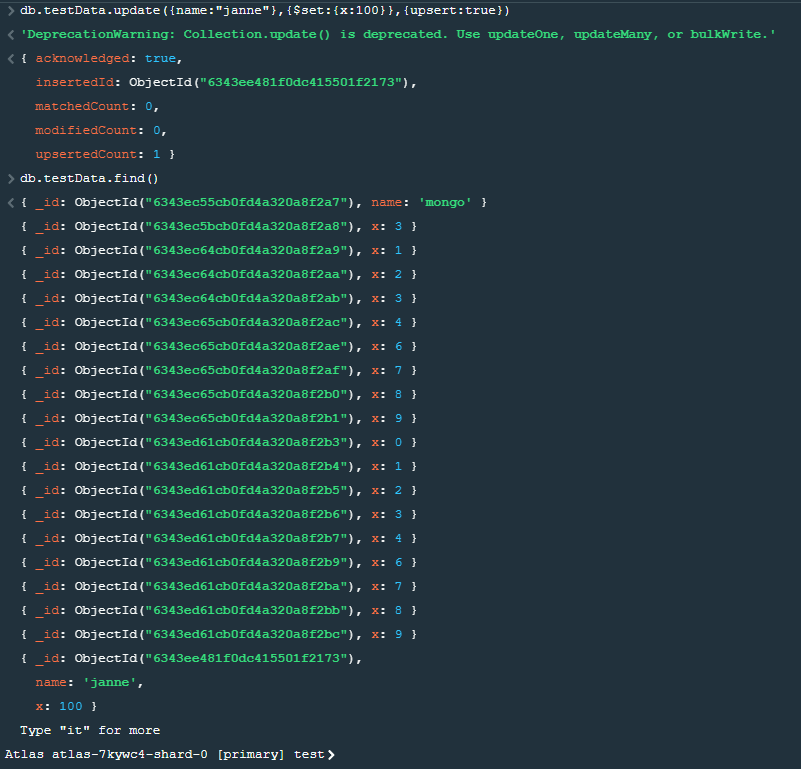 > db.testData.update({name:"janne"},{$set:{x:100}},{upsert:true})
< 'DeprecationWarning: Collection.update() is deprecated. Use updateOne, updateMany, or bulkWrite.'
< { acknowledged: true,
insertedId: ObjectId("6343ee481f0dc415501f2173"),
matchedCount: 0,
modifiedCount: 0,
upsertedCount: 1 }
> db.testData.find()
< { _id: ObjectId("6343ec55cb0fd4a320a8f2a7"), name: 'mongo' }
{ _id: ObjectId("6343ec5bcb0fd4a320a8f2a8"), x: 3 }
{ _id: ObjectId("6343ec64cb0fd4a320a8f2a9"), x: 1 }
{ _id: ObjectId("6343ec64cb0fd4a320a8f2aa"), x: 2 }
{ _id: ObjectId("6343ec64cb0fd4a320a8f2ab"), x: 3 }
{ _id: ObjectId("6343ec65cb0fd4a320a8f2ac"), x: 4 }
{ _id: ObjectId("6343ec65cb0fd4a320a8f2ae"), x: 6 }
{ _id: ObjectId("6343ec65cb0fd4a320a8f2af"), x: 7 }
{ _id: ObjectId("6343ec65cb0fd4a320a8f2b0"), x: 8 }
{ _id: ObjectId("6343ec65cb0fd4a320a8f2b1"), x: 9 }
{ _id: ObjectId("6343ed61cb0fd4a320a8f2b3"), x: 0 }
{ _id: ObjectId("6343ed61cb0fd4a320a8f2b4"), x: 1 }
{ _id: ObjectId("6343ed61cb0fd4a320a8f2b5"), x: 2 }
{ _id: ObjectId("6343ed61cb0fd4a320a8f2b6"), x: 3 }
{ _id: ObjectId("6343ed61cb0fd4a320a8f2b7"), x: 4 }
{ _id: ObjectId("6343ed61cb0fd4a320a8f2b9"), x: 6 }
{ _id: ObjectId("6343ed61cb0fd4a320a8f2ba"), x: 7 }
{ _id: ObjectId("6343ed61cb0fd4a320a8f2bb"), x: 8 }
{ _id: ObjectId("6343ed61cb0fd4a320a8f2bc"), x: 9 }
{ _id: ObjectId("6343ee481f0dc415501f2173"),
name: 'janne',
x: 100 }
Type "it" for more
Atlas atlas-7kywc4-shard-0 [primary] test>